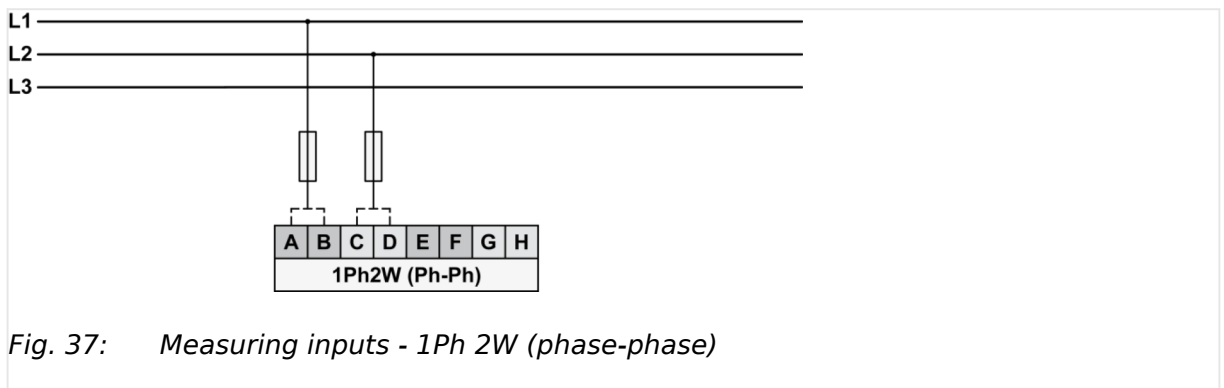 L1
L2
L3
A B C D E F G H
1Ph2W (Ph-Ph)
Fig. 37: Measuring inputs - 1Ph 2W (phase-phase)